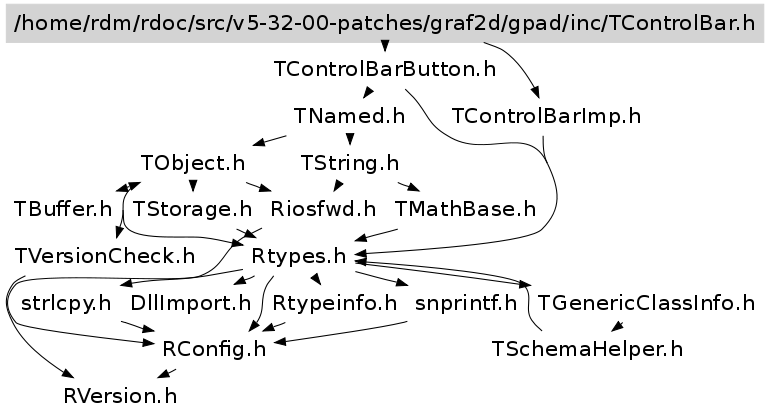 /home/rdm/rdoc/src/v5-32-00-patches/graf2d/gpad/inc/TControlBar.h
TControlBarButton.h
TNamed.h TControlBarImp.h
TObject.h TString.h
TBuffer.h TStorage.h Riosfwd.h TMathBase.h
TVersionCheck.h Rtypes.h
strlcpy.h DllImport.h Rtypeinfo.h snprintf.h TGenericClassInfo.h
RConfig.h TSchemaHelper.h
RVersion.h